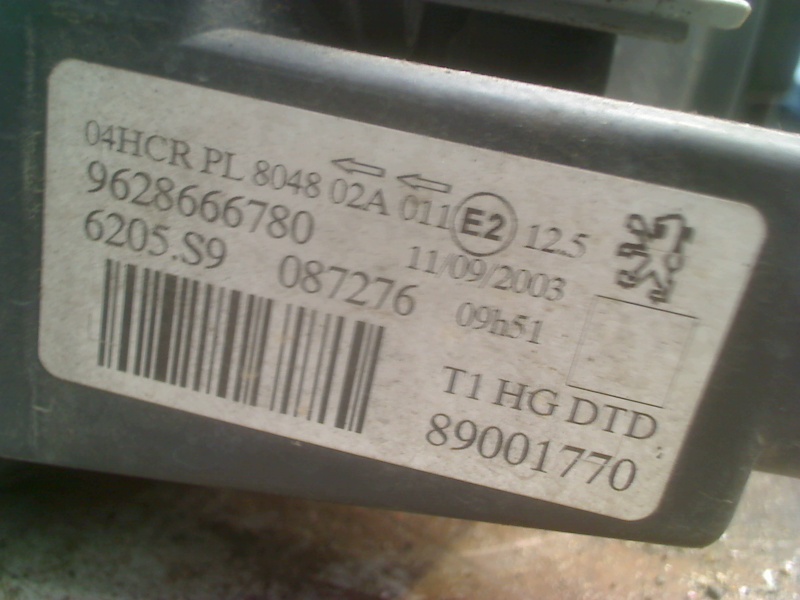 04HCR PL 8048 02A 011 E2 12.5
9628666780 11/09/2003
6205.S9 087276 09h51
T1 HG DTD
89001770